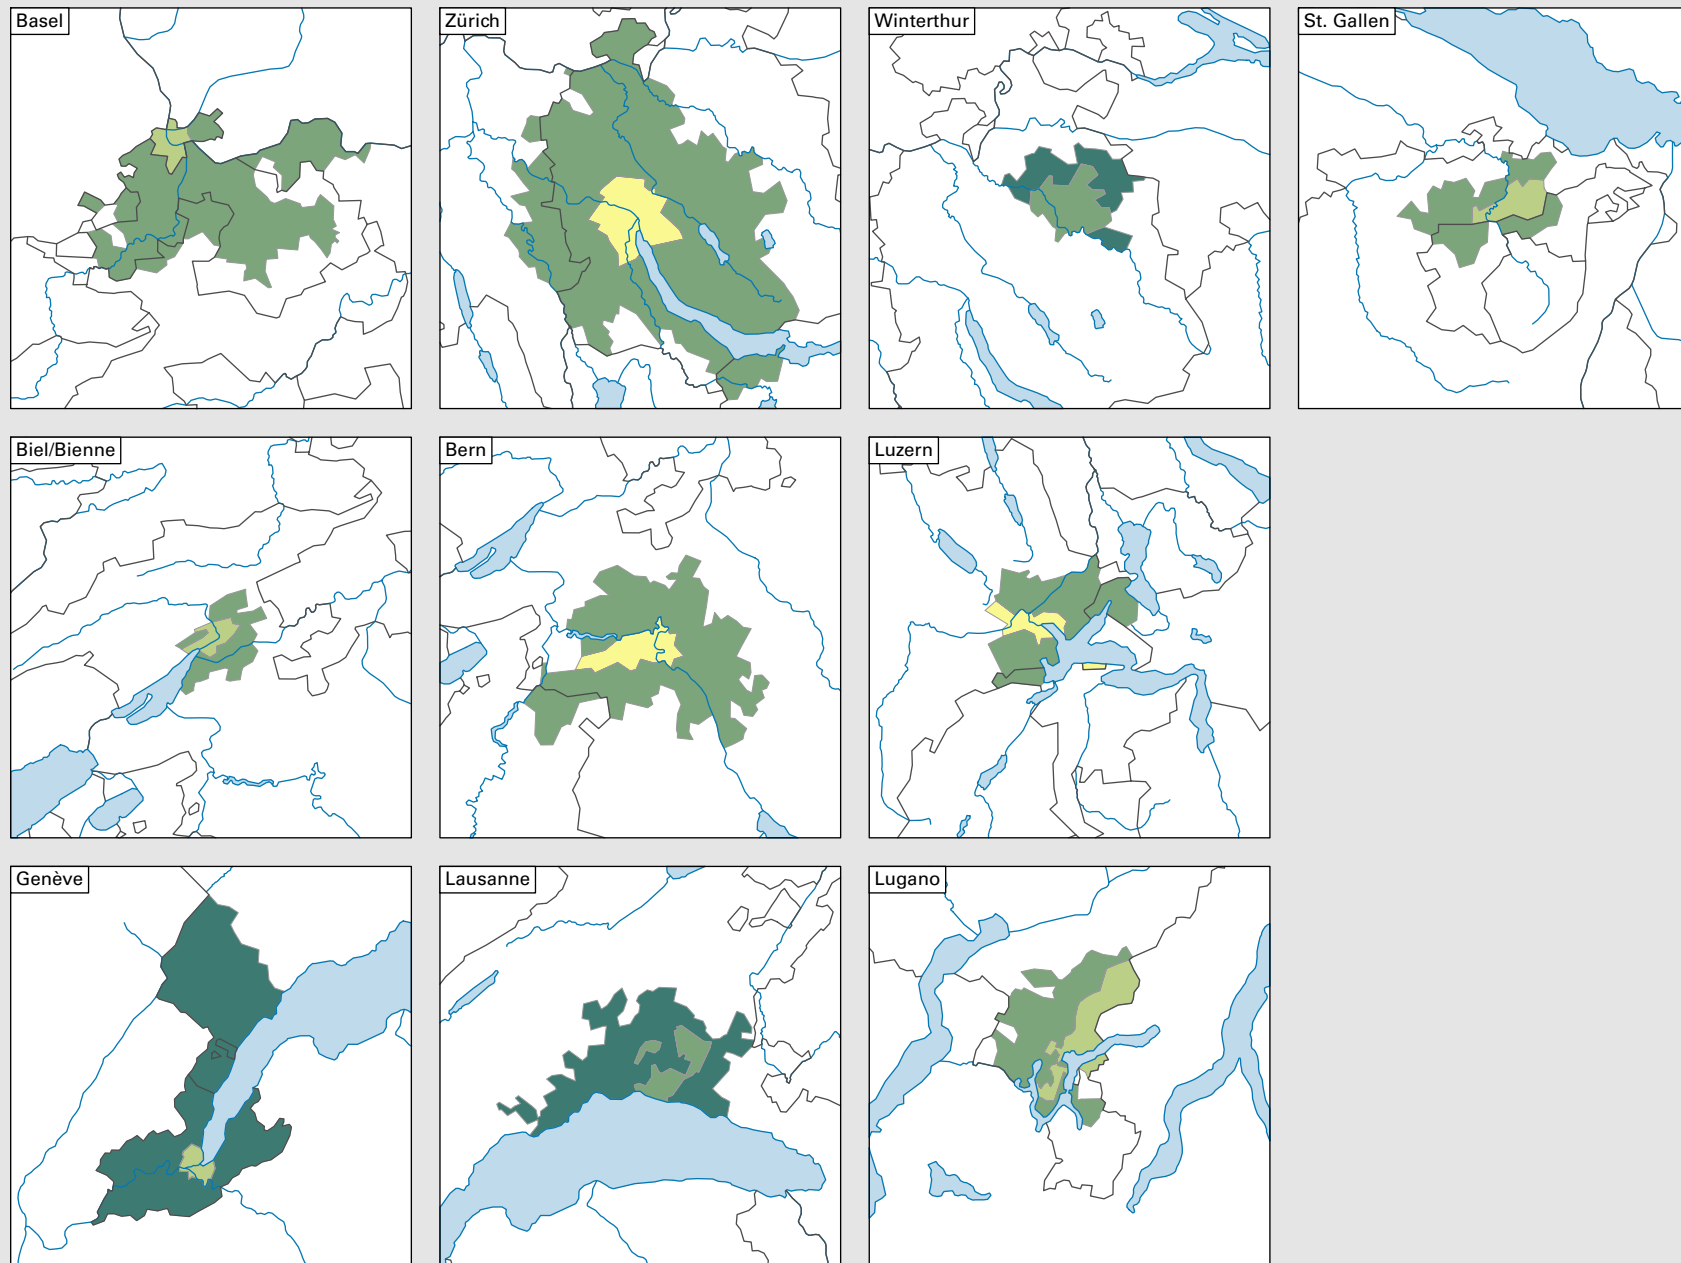 Basel
Zürich
Winterthur
St. Gallen
Biel/Bienne
Bern
Luzern
Genève
Lausanne
Lugano